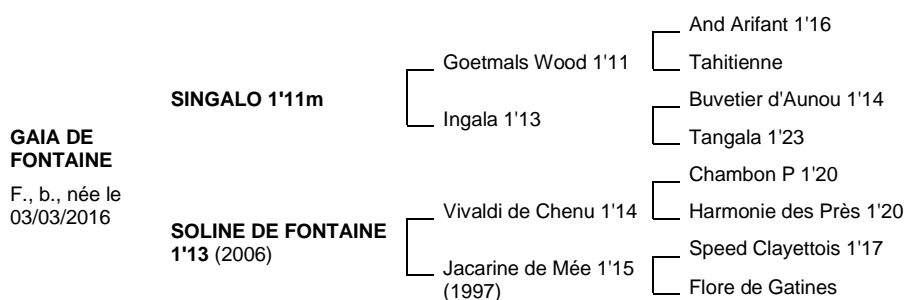 GAIA DE
FONTAINE
F., b., née le
03/03/2016
SINGALO 1'11m
SOLINE DE FONTAINE
1'13 (2006)
Goetmals Wood 1'11
Ingala 1'13
Vivaldi de Chenu 1'14
Jacarine de Mée 1'15
(1997)
And Arifant 1'16
Tahitienne
Buvetier d'Aunou 1'14
Tangala 1'23
Chambon P 1'20
Harmonie des Près 1'20
Speed Clayettois 1'17
Flore de Gatines